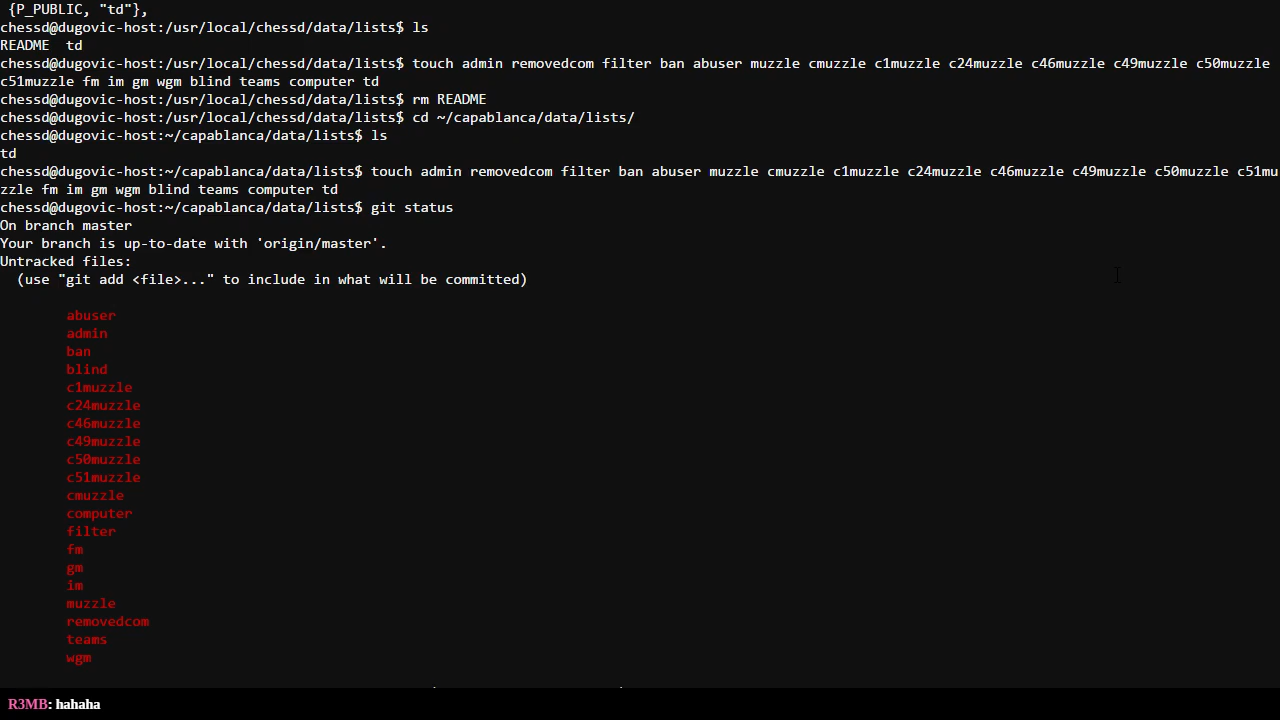 {P_PUBLIC, "td"},
chessd@dugovic-host:/usr/local/chessd/data/lists$ ls
README  td
chessd@dugovic-host:/usr/local/chessd/data/lists$ touch admin removedcom filter ban abuser muzzle cmuzzle c1muzzle c24muzzle c46muzzle c49muzzle c50muzzle
c51muzzle fm im gm wgm blind teams computer td
chessd@dugovic-host:/usr/local/chessd/data/lists$ rm README
chessd@dugovic-host:/usr/local/chessd/data/lists$ cd ~/capablanca/data/lists/
chessd@dugovic-host:~/capablanca/data/lists$ ls
td
chessd@dugovic-host:~/capablanca/data/lists$ touch admin removedcom filter ban abuser muzzle cmuzzle c1muzzle c24muzzle c46muzzle c49muzzle c50muzzle c51mu
zzle fm im gm wgm blind teams computer td
chessd@dugovic-host:~/capablanca/data/lists$ git status
On branch master
Your branch is up-to-date with 'origin/master'.
Untracked files:
  (use "git add <file>..." to include in what will be committed)
abuser
admin
ban
blind
c1muzzle
c24muzzle
c46muzzle
c49muzzle
c50muzzle
c51muzzle
cmuzzle
computer
filter
fm
gm
im
muzzle
removedcom
teams
wgm
R3MB: hahaha